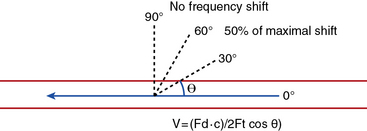 No frequency shift
90°
60° 50% of maximal shift
30°
Θ
0°
V=(Fd·c)/2Ft cos θ)